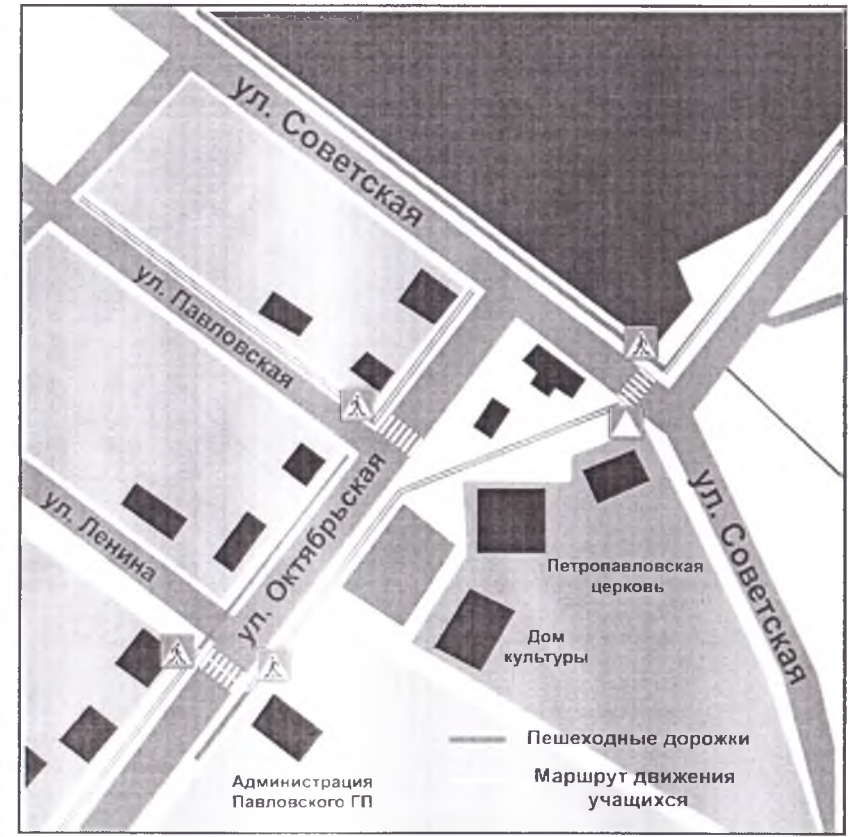 ул. Советская
ул. Павловская
ул. Ленина
ул. Октябрьская
ул. Советская
Петропавловская
церковь
Дом
культуры
Администрация
Павловского ГП
Пешеходные дорожки
Маршрут движения
учащихся